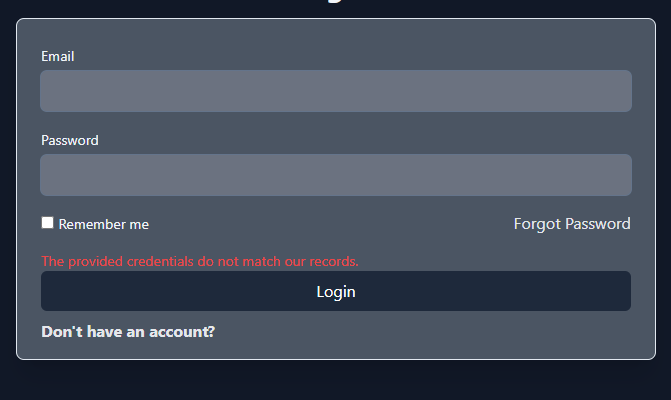 Email
Password
Remember me Forgot Password
The provided credentials do not match our records.
Login
Don't have an account?